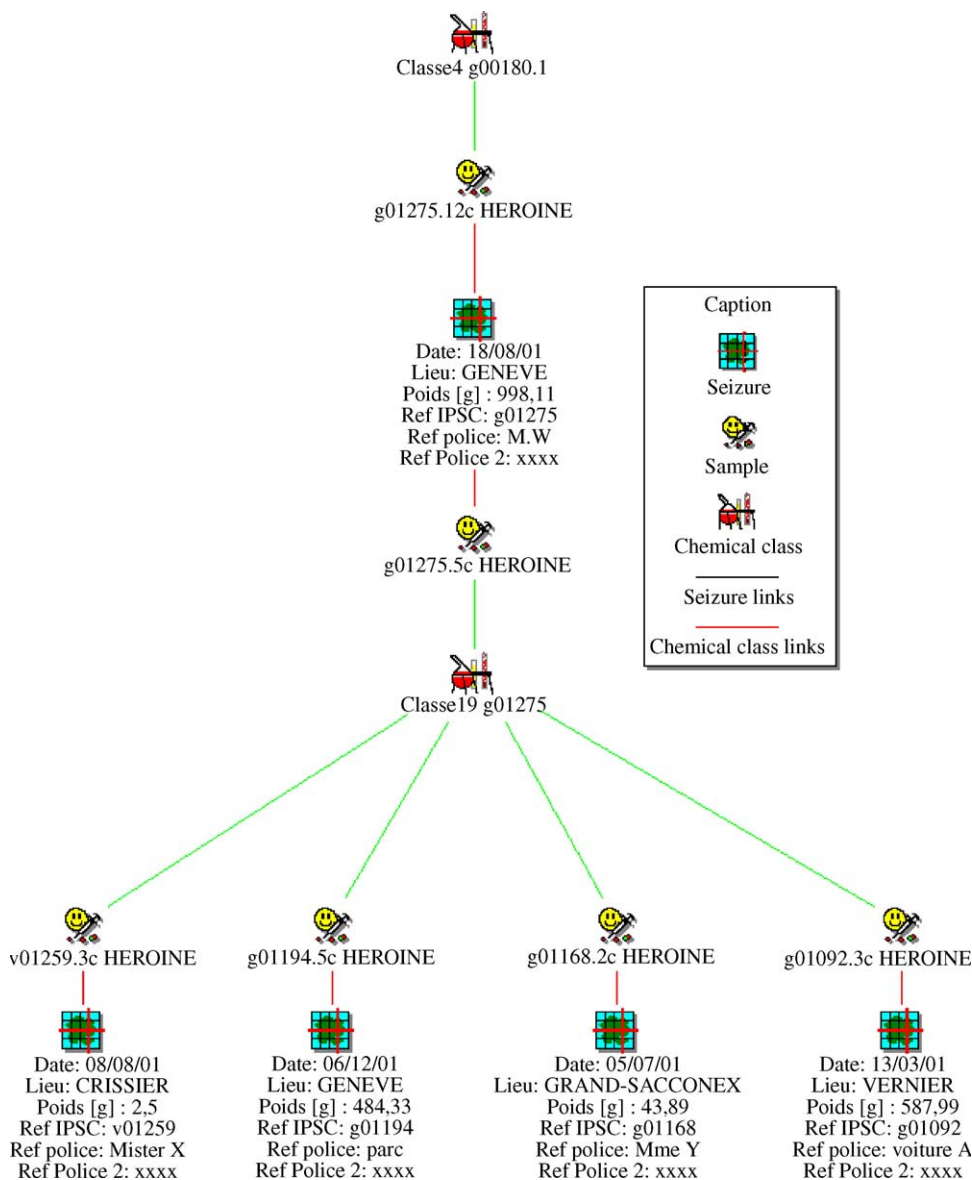 Classe4 g00180.1
g01275.12c HEROINE
Date: 18/08/01
Lieu: GENEVE
Poids [g] : 998,11
Ref IPSC: g01275
Ref police: M.W
Ref Police 2: xxxx
g01275.5c HEROINE
Classe19 g01275
Caption
Seizure
Sample
Chemical class
Seizure links
Chemical class links
v01259.3c HEROINE
Date: 08/08/01
Lieu: CRISSIER
Poids [g] : 2,5
Ref IPSC: v01259
Ref police: Mister X
Ref Police 2: xxxx
g01194.5c HEROINE
Date: 06/12/01
Lieu: GENEVE
Poids [g] : 484,33
Ref IPSC: g01194
Ref police: parc
Ref Police 2: xxxx
g01168.2c HEROINE
Date: 05/07/01
Lieu: GRAND-SACCONEX
Poids [g] : 43,89
Ref IPSC: g01168
Ref police: Mme Y
Ref Police 2: xxxx
g01092.3c HEROINE
Date: 13/03/01
Lieu: VERNIER
Poids [g] : 587,99
Ref IPSC: g01092
Ref police: voiture A
Ref Police 2: xxxx